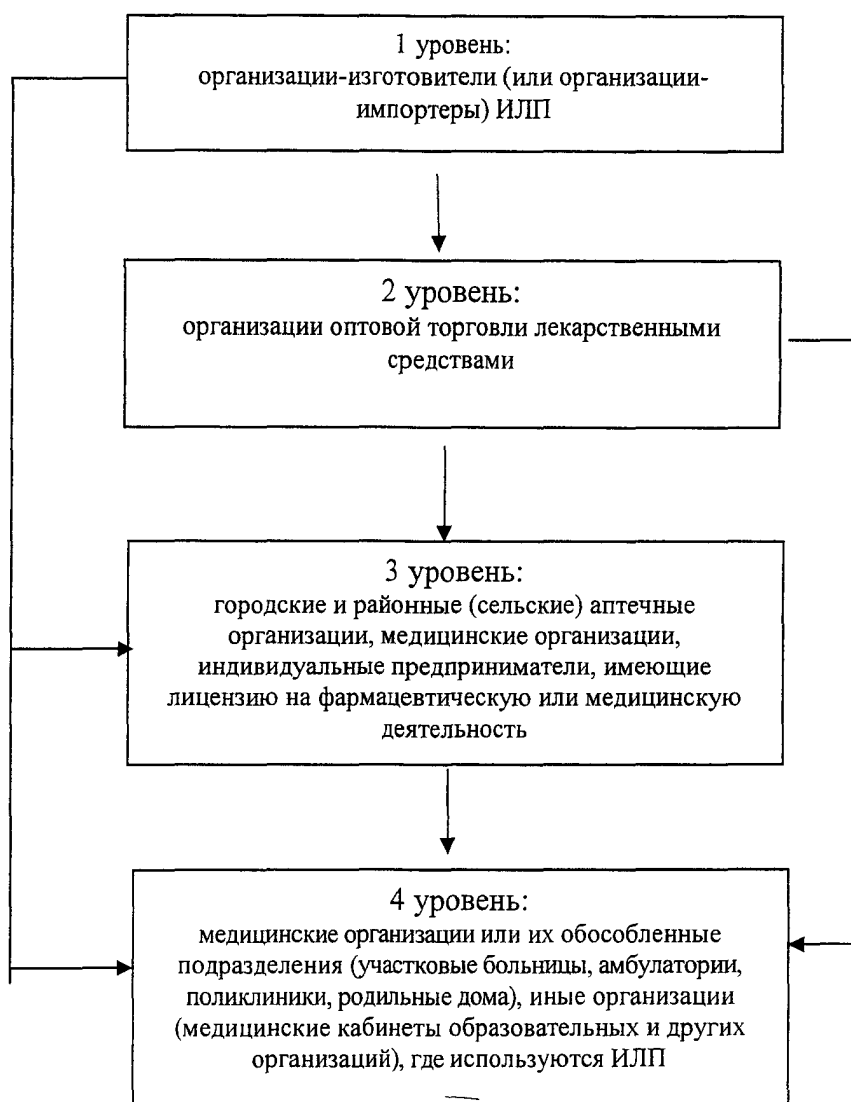 1 уровень:
организации-изготовители (или организации-
импортеры) ИЛП
2 уровень:
организации оптовой торговли лекарственными
средствами
3 уровень:
городские и районные (сельские) аптечные
организации, медицинские организации,
индивидуальные предприниматели, имеющие
лицензию на фармацевтическую или медицинскую
деятельность
4 уровень:
медицинские организации или их обособленные
подразделения (участковые больницы, амбулатории,
поликлиники, родильные дома), иные организации
(медицинские кабинеты образовательных и других
организаций), где используются ИЛП